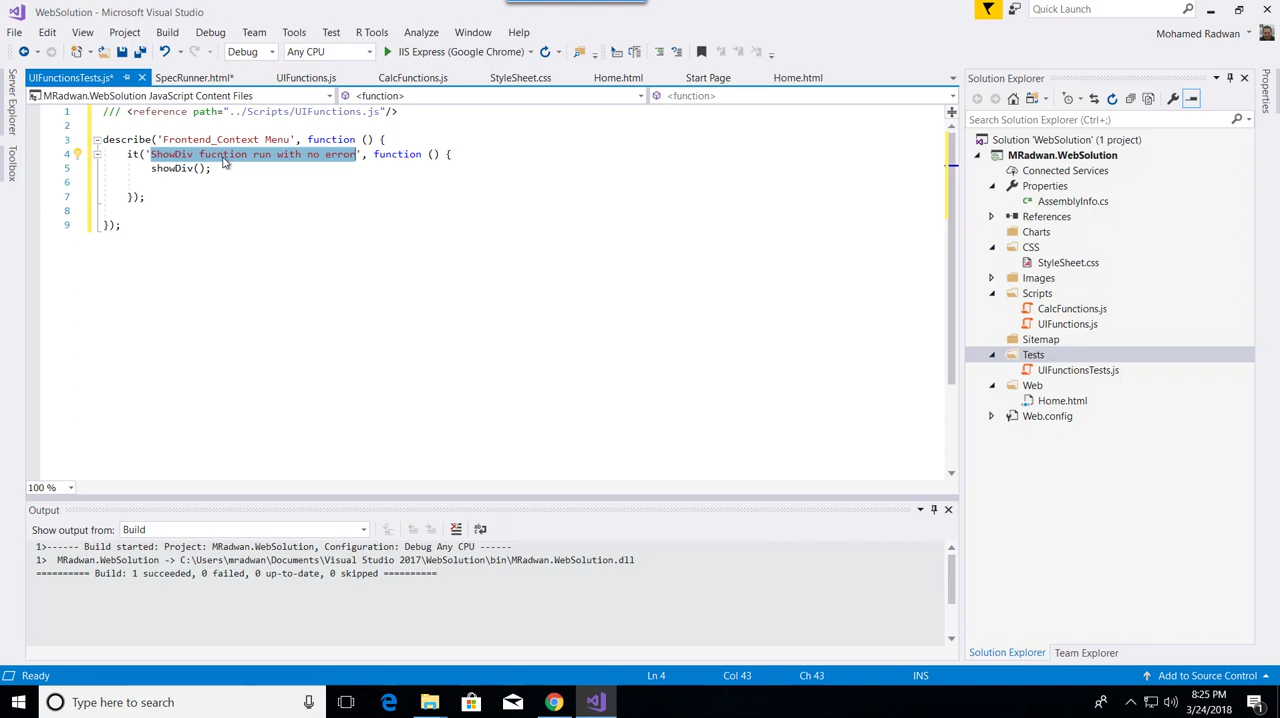 WebSolution - Microsoft Visual Studio
Quick Launch
File Edit View Project Build Debug Team Tools Test R Tools Analyze Window Help
Mohamed Radwan
Debug Any CPU IIS Express (Google Chrome)
Server Explorer
Toolbox
UIFunctionsTests.js* SpecRunner.html* UIFunctions.js CalcFunctions.js StyleSheet.css Home.html Start Page Home.html
MRadwan.WebSolution JavaScript Content Files <function> <function>
1 /// <reference path="../Scripts/UIFunctions.js"/>
2
3 describe('Frontend_Context Menu', function () {
4 it('ShowDiv fucntion run with no error', function () {
5 showDiv();
6
7 });
8
9 });
100 %
Output
Show output from: Build
1>------ Build started: Project: MRadwan.WebSolution, Configuration: Debug Any CPU ------
1> MRadwan.WebSolution -> C:\Users\mradwan\Documents\Visual Studio 2017\WebSolution\bin\MRadwan.WebSolution.dll
========== Build: 1 succeeded, 0 failed, 0 up-to-date, 0 skipped ==========
Solution Explorer
Search Solution Explorer (Ctrl+;)
Solution 'WebSolution' (1 project)
MRadwan.WebSolution
Connected Services
Properties
C# AssemblyInfo.cs
References
Charts
CSS
StyleSheet.css
Images
Scripts
CalcFunctions.js
UIFunctions.js
Sitemap
Tests
UIFunctionsTests.js
Web
Home.html
Web.config
Solution Explorer Team Explorer
Properties
Ready Ln 4 Col 43 Ch 43 INS Add to Source Control
Type here to search
8:25 PM
3/24/2018
1